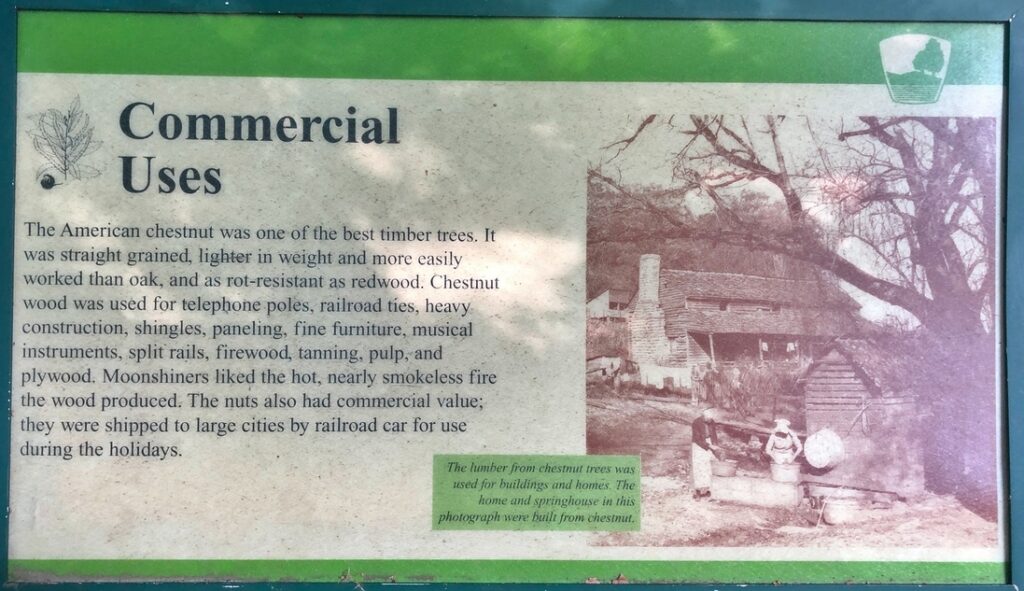 Commercial
Uses
The American chestnut was one of the best timber trees. It
was straight grained, lighter in weight and more easily
worked than oak, and as rot-resistant as redwood. Chestnut
wood was used for telephone poles, railroad ties, heavy
construction, shingles, paneling, fine furniture, musical
instruments, split rails, firewood, tanning, pulp, and
plywood. Moonshiners liked the hot, nearly smokeless fire
the wood produced. The nuts also had commercial value;
they were shipped to large cities by railroad car for use
during the holidays.
The lumber from chestnut trees was
used for buildings and homes. The
home and springhouse in this
photograph were built from chestnut.